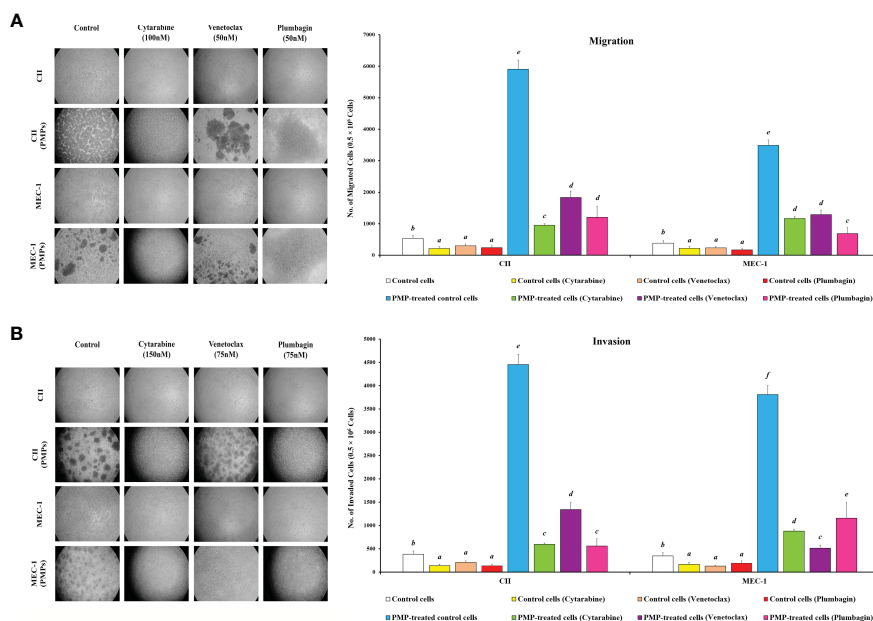 A
Control
Cytarabine
(100nM)
Venetoclax
(50nM)
Plumbagin
(50nM)
CII
CII
(PMPs)
MEC-1
MEC-1
(PMPs)
Migration
No. of Migrated Cells (0.5 × 10⁶ Cells)
7000
6000
5000
4000
3000
2000
1000
0
b
a
a
a
e
c
d
d
b
a
a
a
e
d
d
c
CII
MEC-1
Control cells
Control cells (Cytarabine)
Control cells (Venetoclax)
Control cells (Plumbagin)
PMP-treated control cells
PMP-treated cells (Cytarabine)
PMP-treated cells (Venetoclax)
PMP-treated cells (Plumbagin)
B
Control
Cytarabine
(150nM)
Venetoclax
(75nM)
Plumbagin
(75nM)
CII
CII
(PMPs)
MEC-1
MEC-1
(PMPs)
Invasion
No. of Invaded Cells (0.5 × 10⁶ Cells)
5000
4500
4000
3500
3000
2500
2000
1500
1000
500
0
b
a
a
a
e
c
d
c
b
a
a
a
f
d
c
e
CII
MEC-1
Control cells
Control cells (Cytarabine)
Control cells (Venetoclax)
Control cells (Plumbagin)
PMP-treated control cells
PMP-treated cells (Cytarabine)
PMP-treated cells (Venetoclax)
PMP-treated cells (Plumbagin)